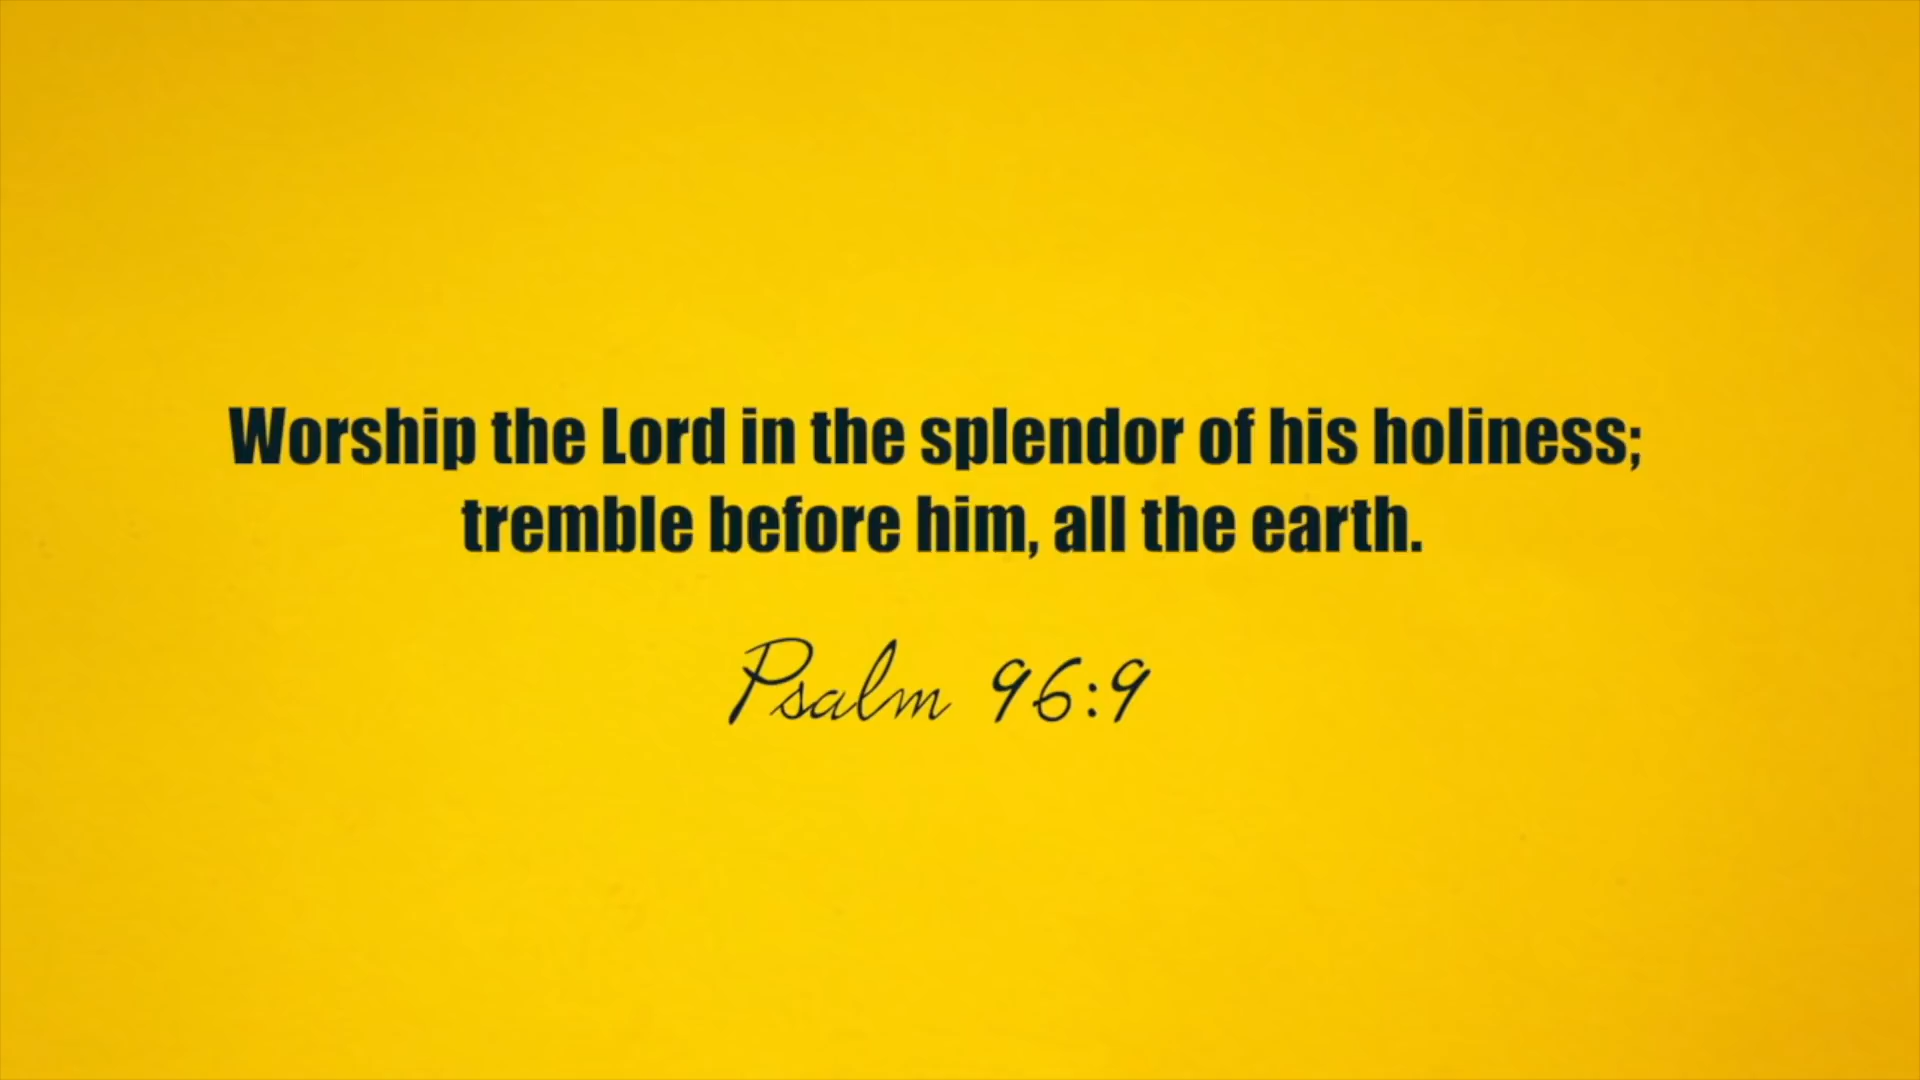 Worship the Lord in the splendor of his holiness;
tremble before him, all the earth.
Psalm 96:9